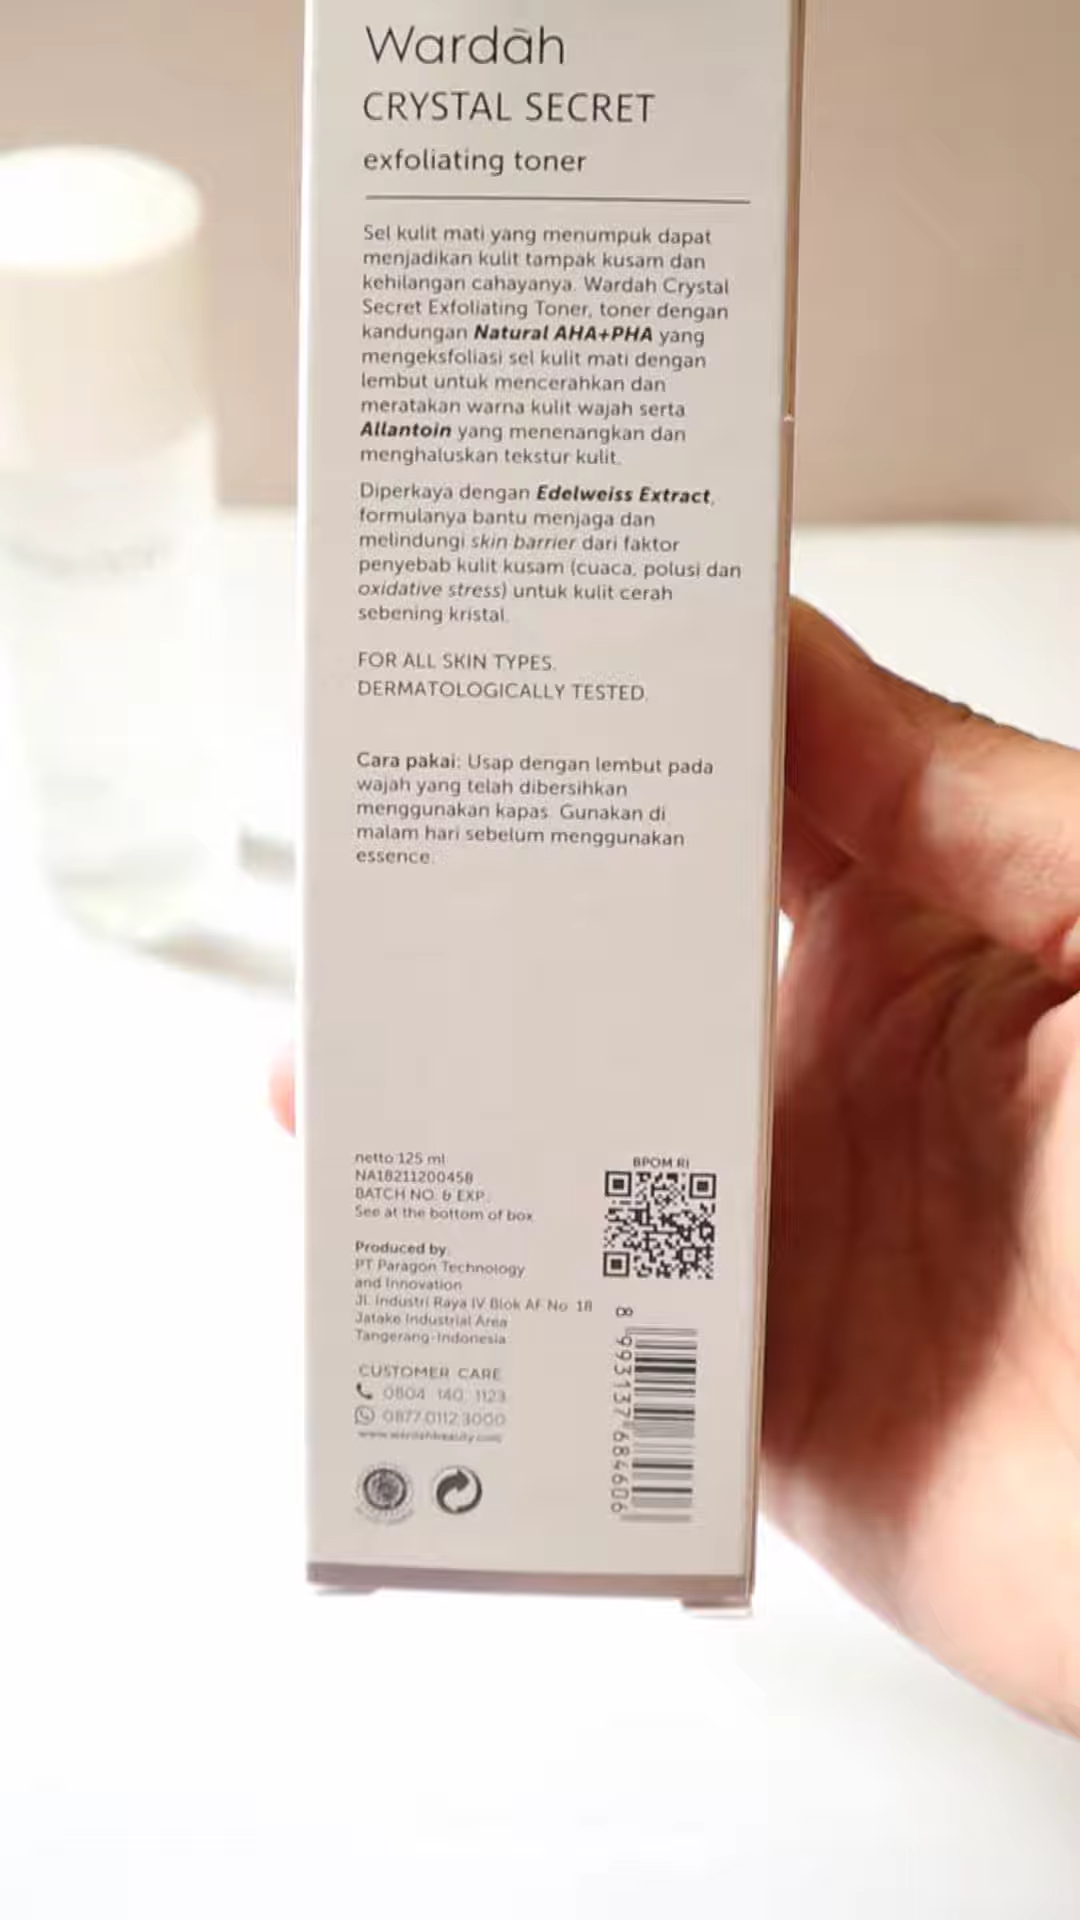 Wardah
CRYSTAL SECRET
exfoliating toner
Sel kulit mati yang menumpuk dapat
menjadikan kulit tampak kusam dan
kehilangan cahayanya. Wardah Crystal
Secret Exfoliating Toner, toner dengan
kandungan Natural AHA+PHA yang
mengeksfoliasi sel kulit mati dengan
lembut untuk mencerahkan dan
meratakan warna kulit wajah serta
Allantoin yang menenangkan dan
menghaluskan tekstur kulit.
Diperkaya dengan Edelweiss Extract,
formulanya bantu menjaga dan
melindungi skin barrier dari faktor
penyebab kulit kusam (cuaca, polusi dan
oxidative stress) untuk kulit cerah
sebening kristal.
FOR ALL SKIN TYPES.
DERMATOLOGICALLY TESTED.
Cara pakai: Usap dengan lembut pada
wajah yang telah dibersihkan
menggunakan kapas. Gunakan di
malam hari sebelum menggunakan
essence.
netto 125 ml
NA18211200458
BATCH NO. & EXP.
See at the bottom of box
Produced by:
PT Paragon Technology
and Innovation
Jl. Industri Raya IV Blok AF No. 18
Jatake Industrial Area
Tangerang-Indonesia
CUSTOMER CARE
0804 140 1123
0877 0112 3000
www.wardahbeauty.com
BPOM RI
8 993137 684606